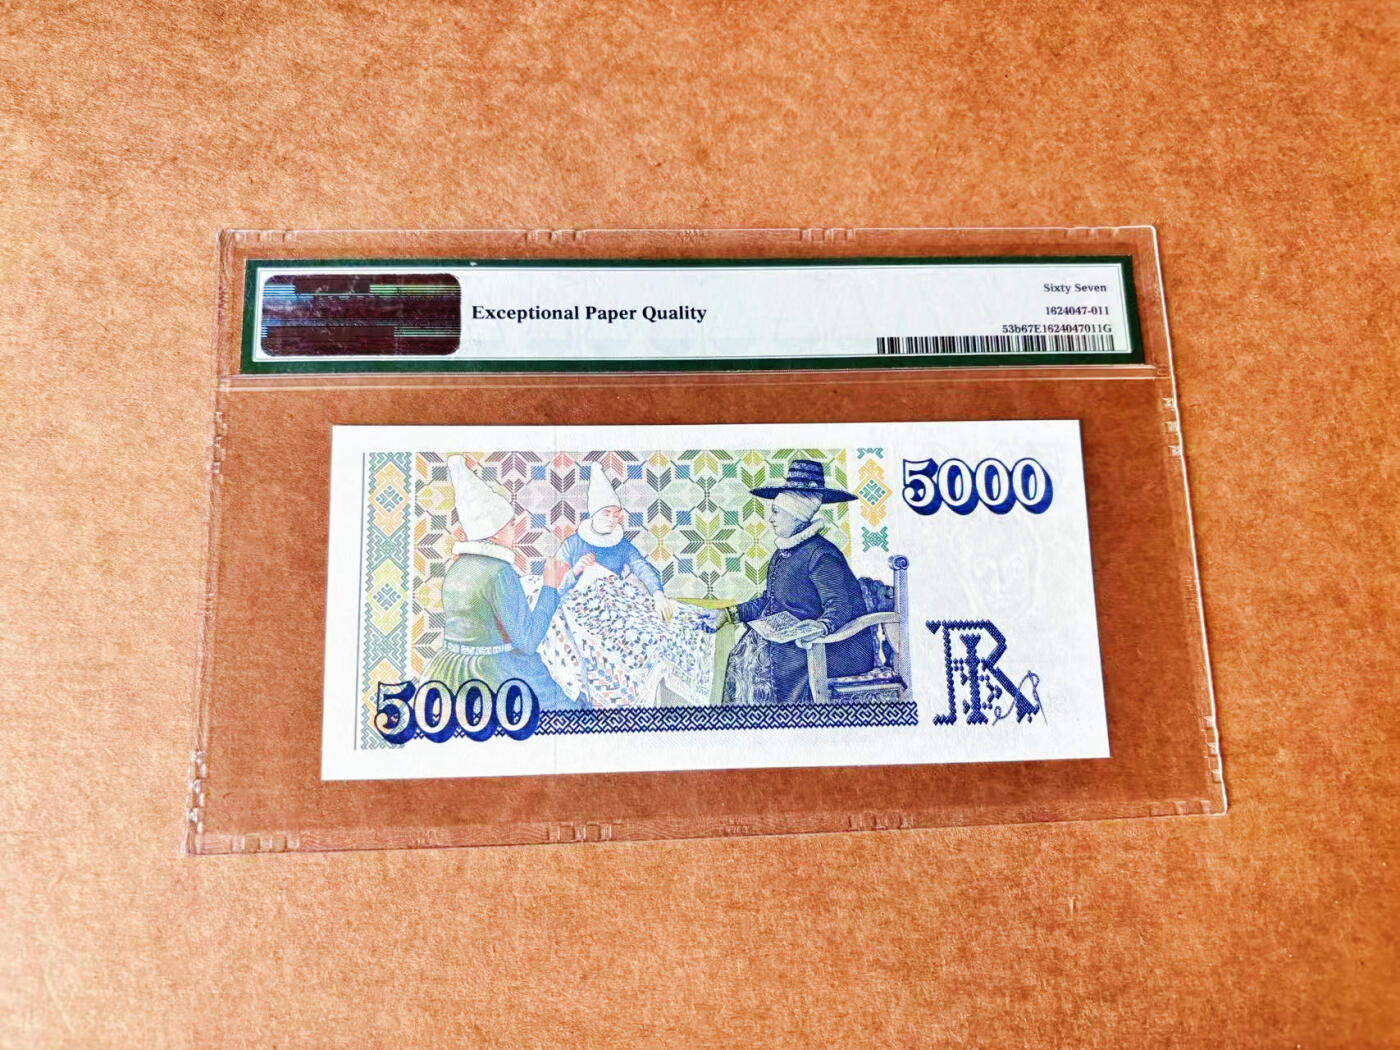 Exceptional Paper Quality
Sixty Seven
1624047-011
53b67E1624047011G
5000
5000